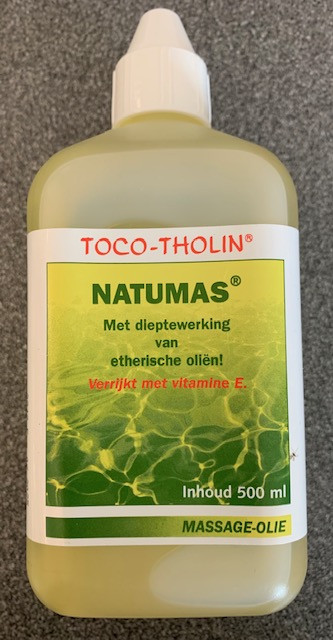 TOCO-THOLIN®
NATUMAS®
Met dieptewerking
van
etherische oliën!
Verrijkt met vitamine E.
Inhoud 500 ml
MASSAGE-OLIE